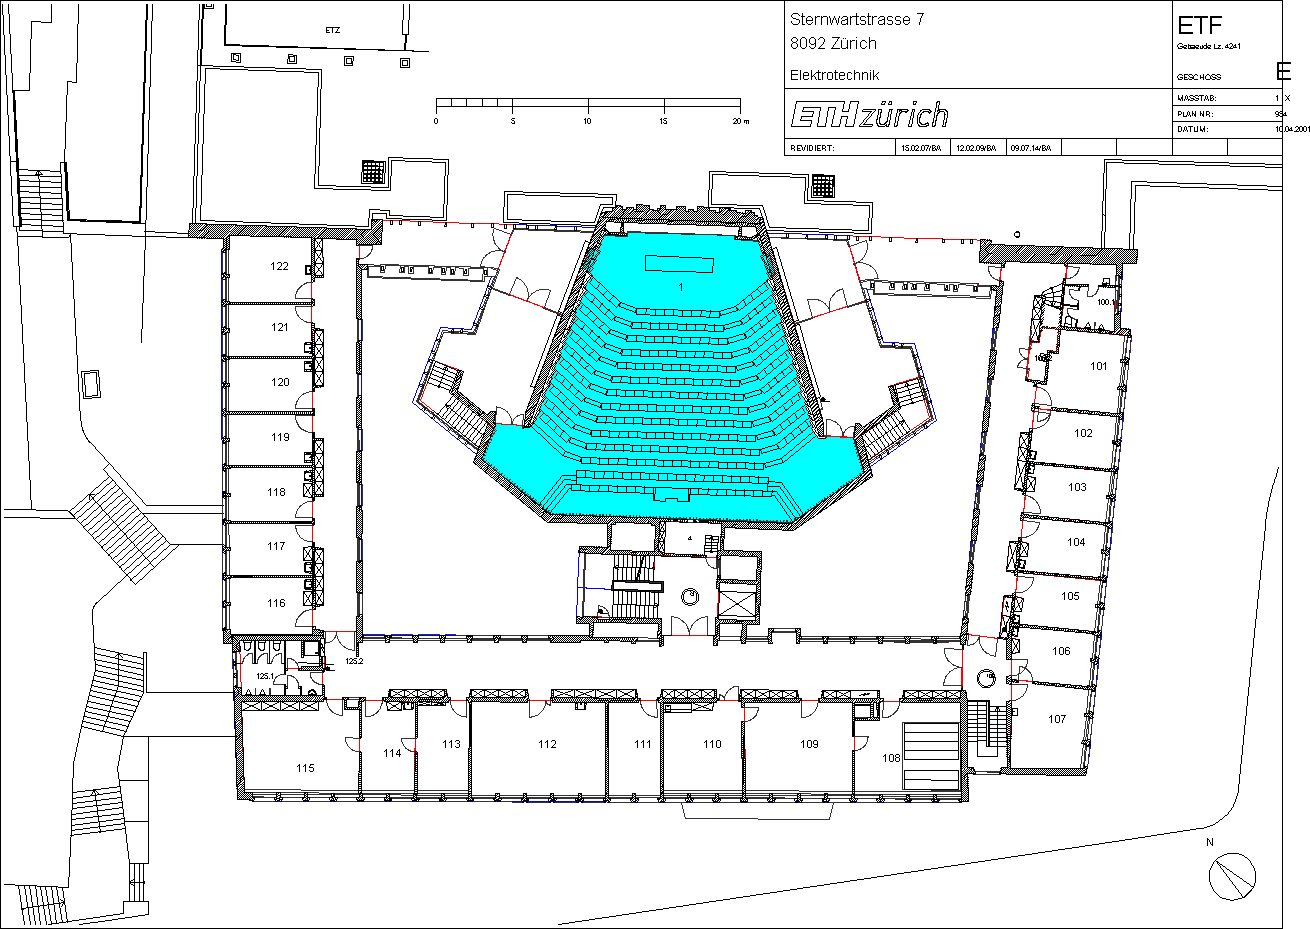 Sternwartstrasse 7
8092 Zürich
Elektrotechnik
ETHzürich
REVIDIERT: 15.02.07/BA 12.02.09/BA 09.07.14/BA
ETF
Gebaeude Lz. 4241
GESCHOSS E
MASSTAB: 1 : X
PLAN NR:
DATUM: 10.04.2001
ETZ
0 5 10 15 20 m
122
1
100.1
121
101
120
119
102
118
103
117
4
104
116
105
125.2
106
125.1
107
115
114
113
112
111
110
109
108
N